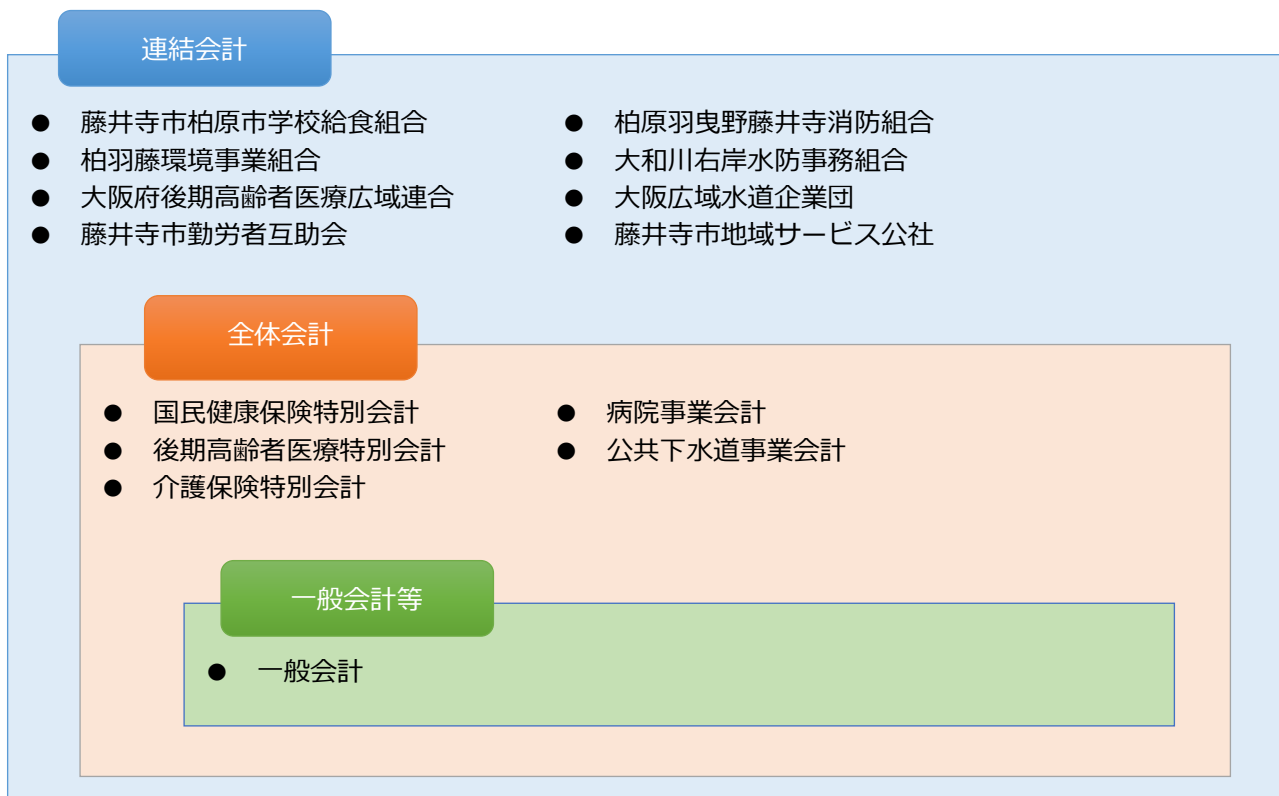 連結会計
● 藤井寺市柏原市学校給食組合
● 柏原羽曳野藤井寺消防組合
● 柏羽藤環境事業組合
● 大和川右岸水防事務組合
● 大阪府後期高齢者医療広域連合
● 大阪広域水道企業団
● 藤井寺市勤労者互助会
● 藤井寺市地域サービス公社
全体会計
● 国民健康保険特別会計
● 病院事業会計
● 後期高齢者医療特別会計
● 公共下水道事業会計
● 介護保険特別会計
一般会計等
● 一般会計